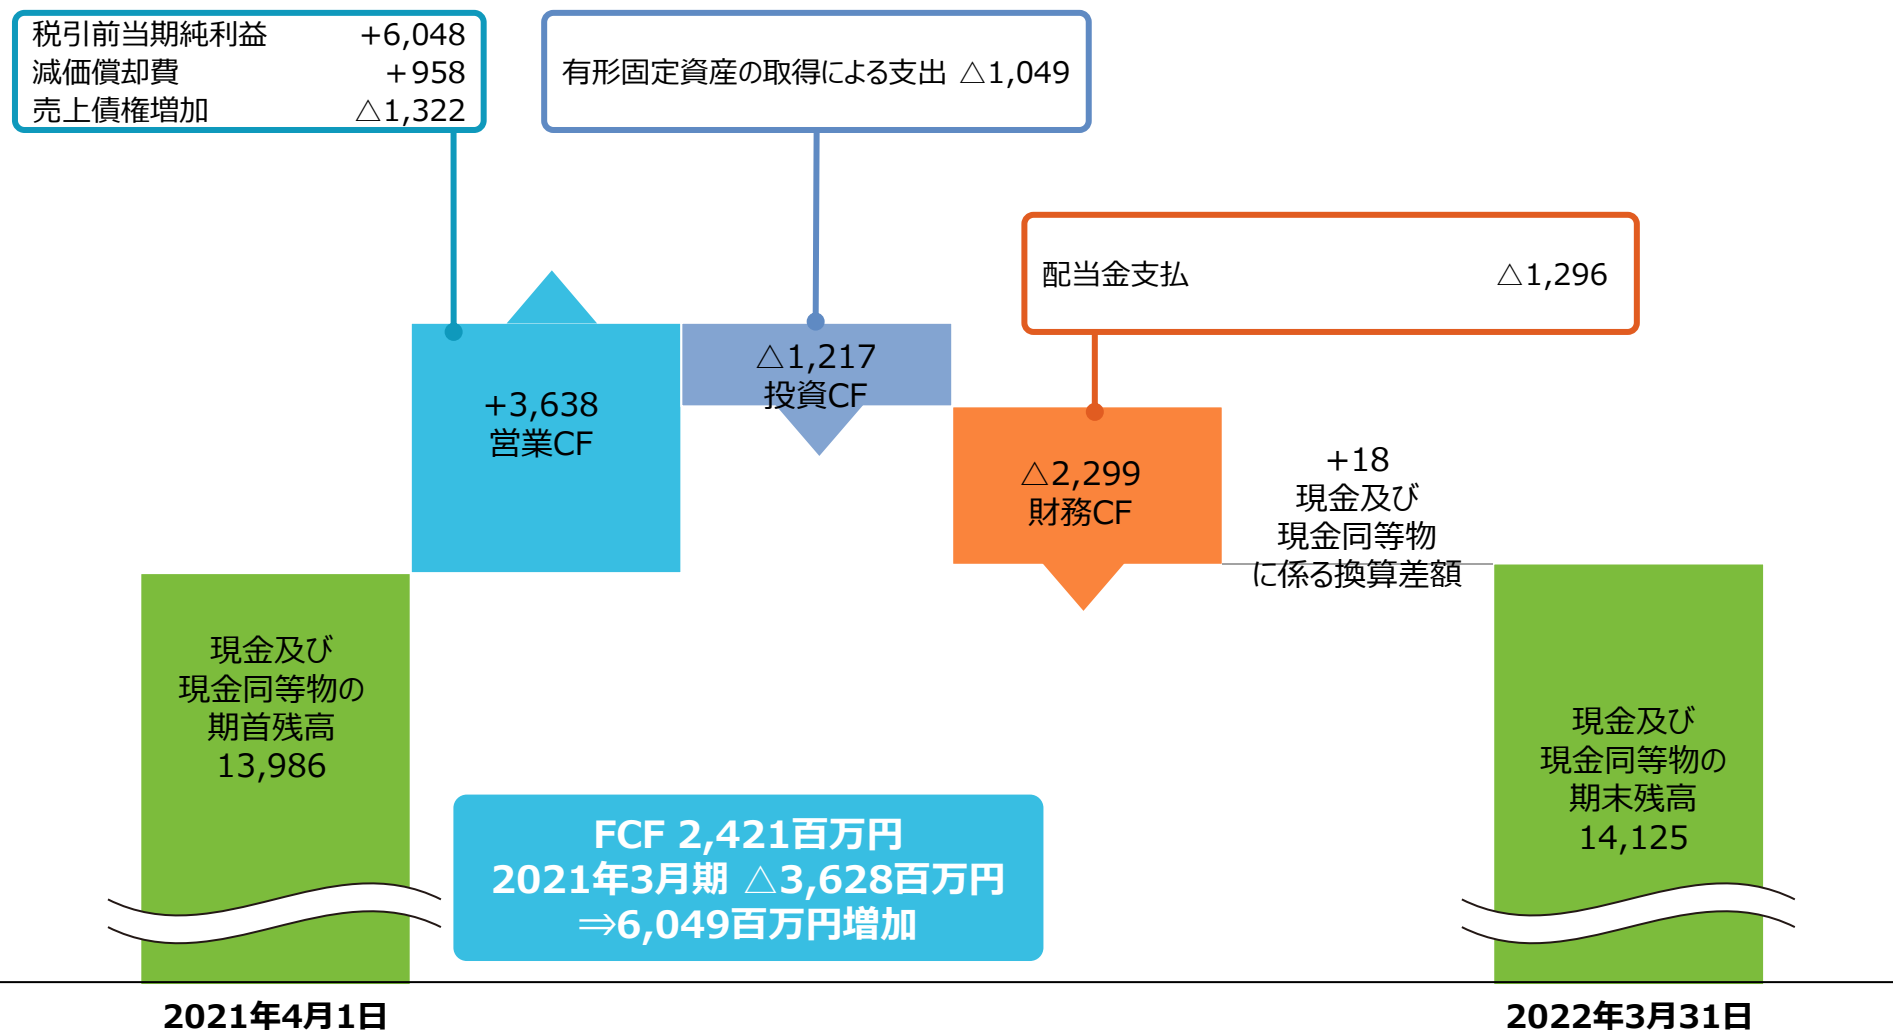 税引前当期純利益 +6,048
減価償却費 +958
売上債権増加 △1,322
有形固定資産の取得による支出 △1,049
配当金支払 △1,296
+3,638
営業CF
△1,217
投資CF
△2,299
財務CF
+18
現金及び
現金同等物
に係る換算差額
現金及び
現金同等物の
期首残高
13,986
現金及び
現金同等物の
期末残高
14,125
FCF 2,421百万円
2021年3月期 △3,628百万円
⇒6,049百万円増加
2021年4月1日
2022年3月31日